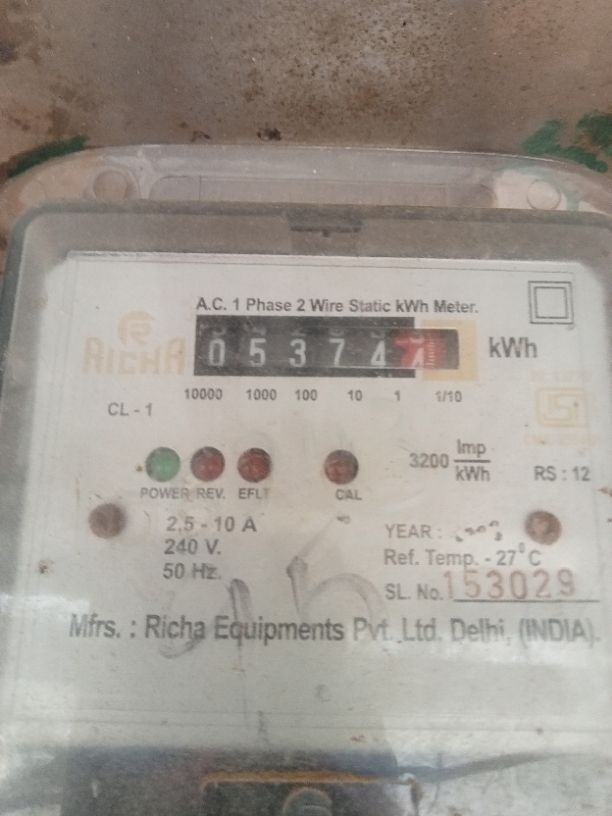 A.C. 1 Phase 2 Wire Static kWh Meter.
RICHA
0 5 3 7 4 4 kWh
10000 1000 100 10 1 1/10
CL - 1
3200 Imp/kWh
RS : 12
POWER REV. EFLT CAL
2,5 - 10 A
240 V.
50 Hz.
YEAR :
Ref. Temp. - 27°C
SL. No. 153029
Mfrs. : Richa Equipments Pvt. Ltd. Delhi, (INDIA).